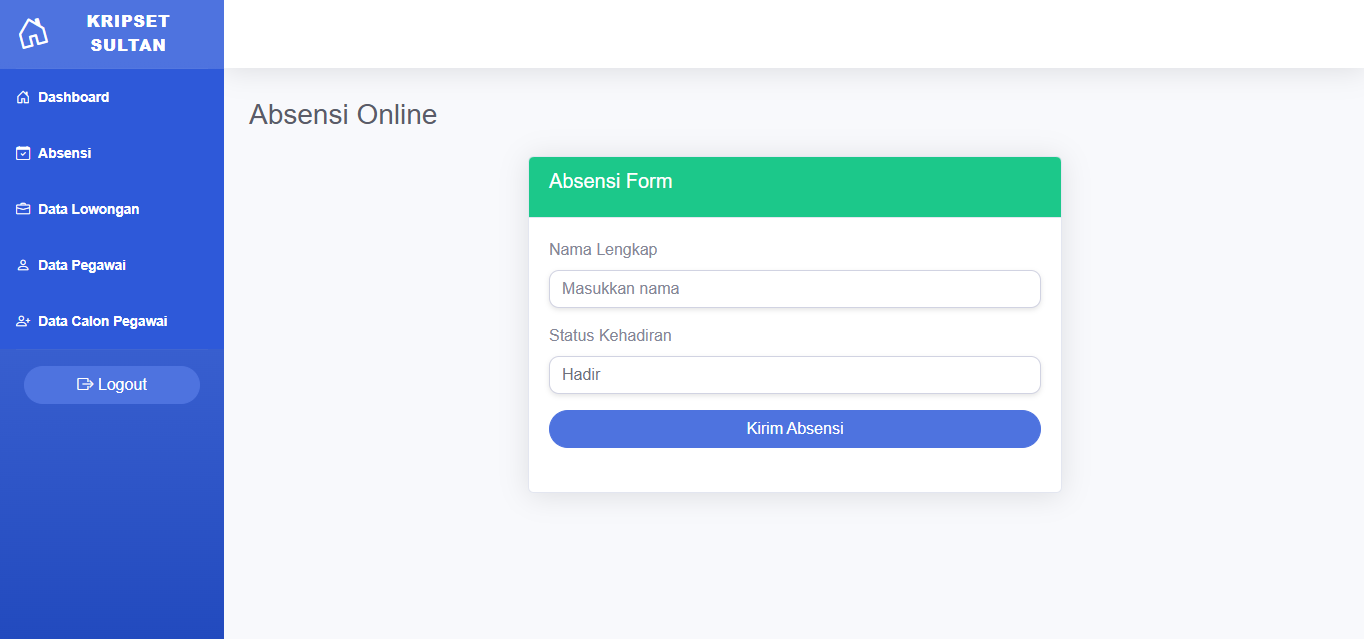 KRIPSET
SULTAN
Dashboard
Absensi
Data Lowongan
Data Pegawai
Data Calon Pegawai
Logout
Absensi Online
Absensi Form
Nama Lengkap
Masukkan nama
Status Kehadiran
Hadir
Kirim Absensi